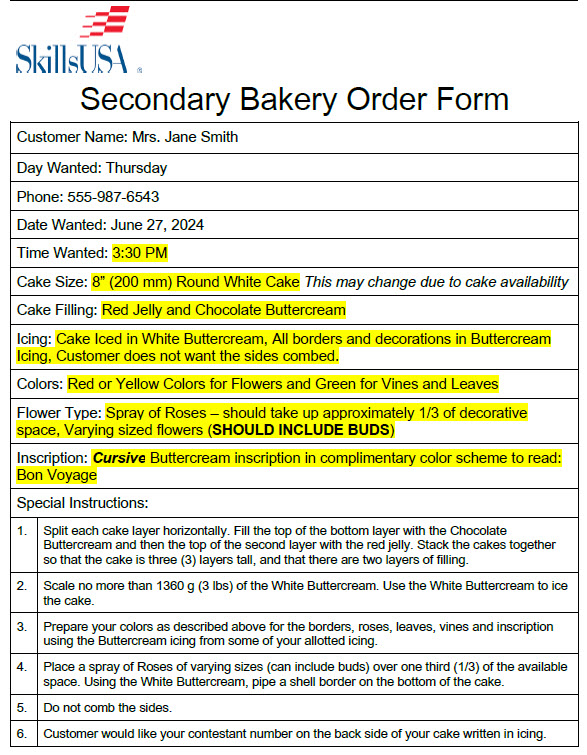 SkillsUSA ®
Secondary Bakery Order Form
Customer Name: Mrs. Jane Smith
Day Wanted: Thursday
Phone: 555-987-6543
Date Wanted: June 27, 2024
Time Wanted: 3:30 PM
Cake Size: 8” (200 mm) Round White Cake This may change due to cake availability
Cake Filling: Red Jelly and Chocolate Buttercream
Icing: Cake Iced in White Buttercream, All borders and decorations in Buttercream
Icing, Customer does not want the sides combed.
Colors: Red or Yellow Colors for Flowers and Green for Vines and Leaves
Flower Type: Spray of Roses – should take up approximately 1/3 of decorative
space, Varying sized flowers (SHOULD INCLUDE BUDS)
Inscription: Cursive Buttercream inscription in complimentary color scheme to read:
Bon Voyage
Special Instructions:
1. Split each cake layer horizontally. Fill the top of the bottom layer with the Chocolate
Buttercream and then the top of the second layer with the red jelly. Stack the cakes together
so that the cake is three (3) layers tall, and that there are two layers of filling.
2. Scale no more than 1360 g (3 lbs) of the White Buttercream. Use the White Buttercream to ice
the cake.
3. Prepare your colors as described above for the borders, roses, leaves, vines and inscription
using the Buttercream icing from some of your allotted icing.
4. Place a spray of Roses of varying sizes (can include buds) over one third (1/3) of the available
space. Using the White Buttercream, pipe a shell border on the bottom of the cake.
5. Do not comb the sides.
6. Customer would like your contestant number on the back side of your cake written in icing.